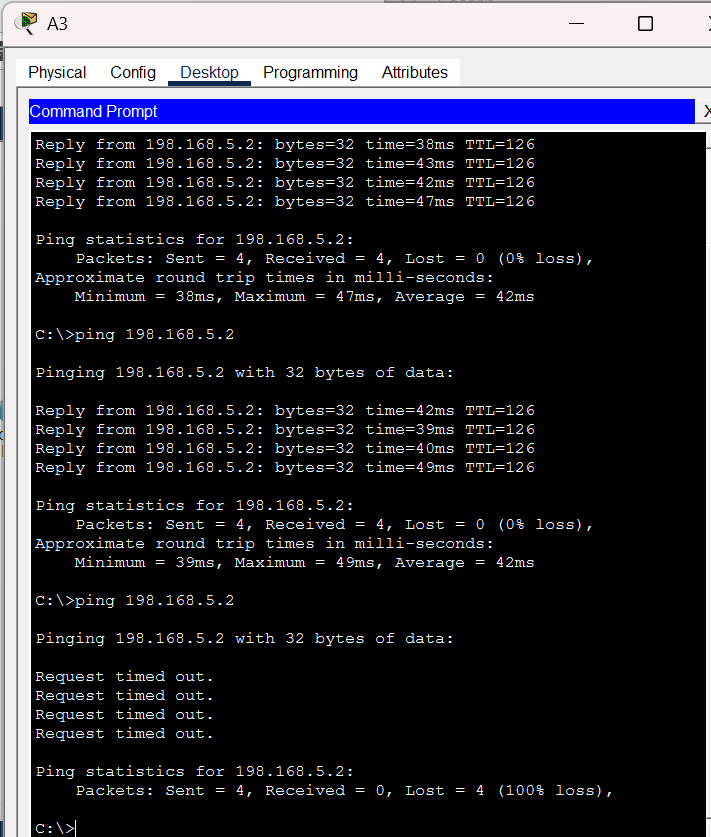 A3
Physical Config Desktop Programming Attributes
Command Prompt X
Reply from 198.168.5.2: bytes=32 time=38ms TTL=126
Reply from 198.168.5.2: bytes=32 time=43ms TTL=126
Reply from 198.168.5.2: bytes=32 time=42ms TTL=126
Reply from 198.168.5.2: bytes=32 time=47ms TTL=126
Ping statistics for 198.168.5.2:
Packets: Sent = 4, Received = 4, Lost = 0 (0% loss),
Approximate round trip times in milli-seconds:
Minimum = 38ms, Maximum = 47ms, Average = 42ms
C:\>ping 198.168.5.2
Pinging 198.168.5.2 with 32 bytes of data:
Reply from 198.168.5.2: bytes=32 time=42ms TTL=126
Reply from 198.168.5.2: bytes=32 time=39ms TTL=126
Reply from 198.168.5.2: bytes=32 time=40ms TTL=126
Reply from 198.168.5.2: bytes=32 time=49ms TTL=126
Ping statistics for 198.168.5.2:
Packets: Sent = 4, Received = 4, Lost = 0 (0% loss),
Approximate round trip times in milli-seconds:
Minimum = 39ms, Maximum = 49ms, Average = 42ms
C:\>ping 198.168.5.2
Pinging 198.168.5.2 with 32 bytes of data:
Request timed out.
Request timed out.
Request timed out.
Request timed out.
Ping statistics for 198.168.5.2:
Packets: Sent = 4, Received = 0, Lost = 4 (100% loss),
C:\>